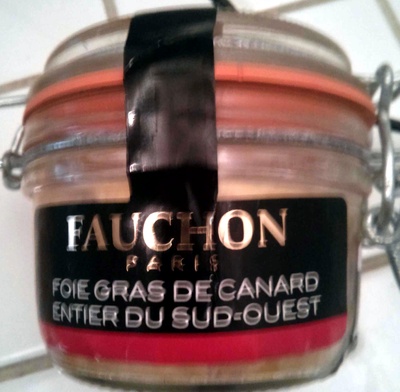 FAUCHON
PARIS
FOIE GRAS DE CANARD
ENTIER DU SUD-OUEST